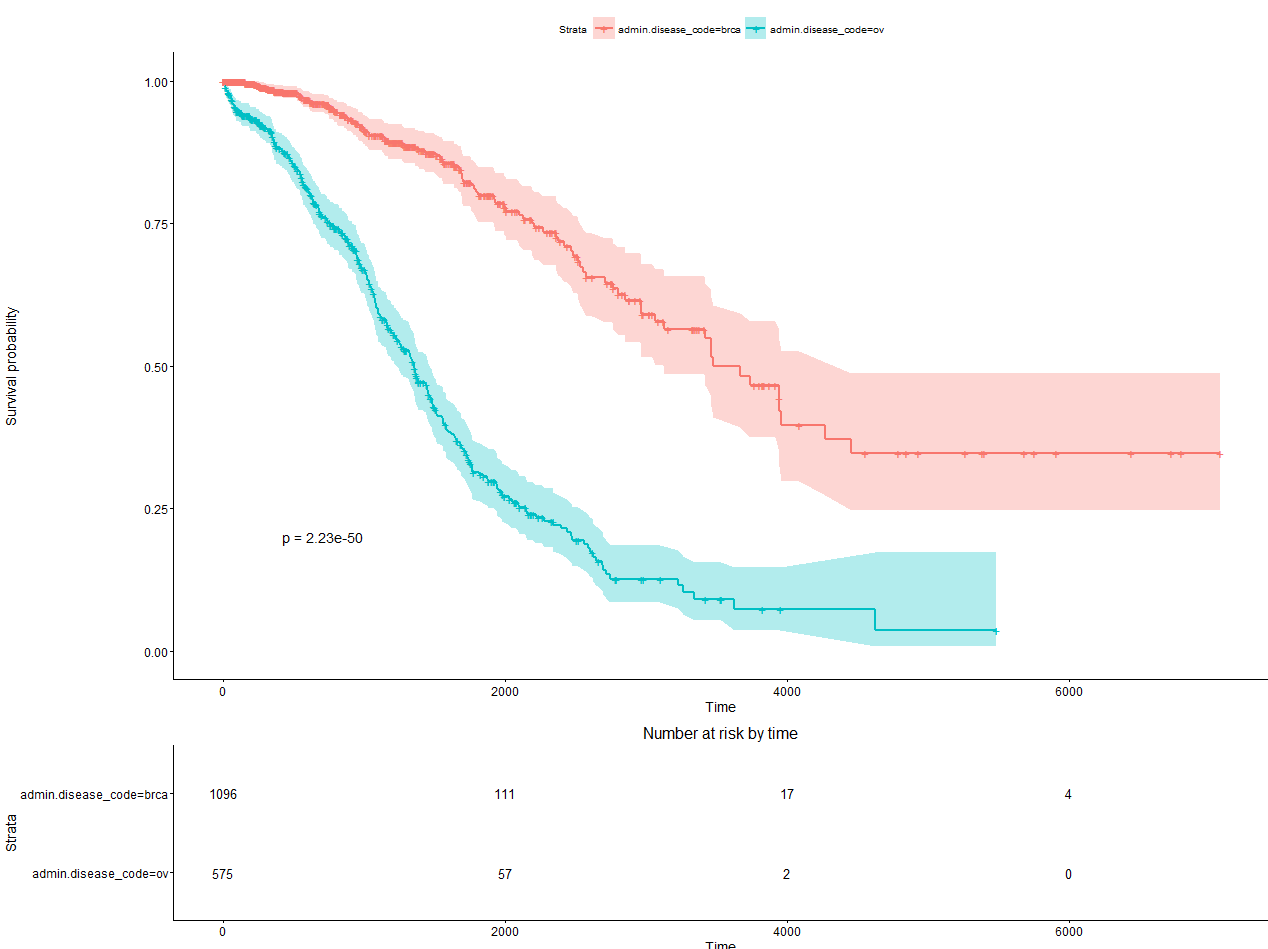 Strata admin.disease_code=brca admin.disease_code=ov
Survival probability
1.00
0.75
0.50
0.25
0.00
p = 2.23e-50
0 2000 4000 6000
Time
Number at risk by time
Strata
admin.disease_code=brca 1096 111 17 4
admin.disease_code=ov 575 57 2 0
0 2000 4000 6000
Time